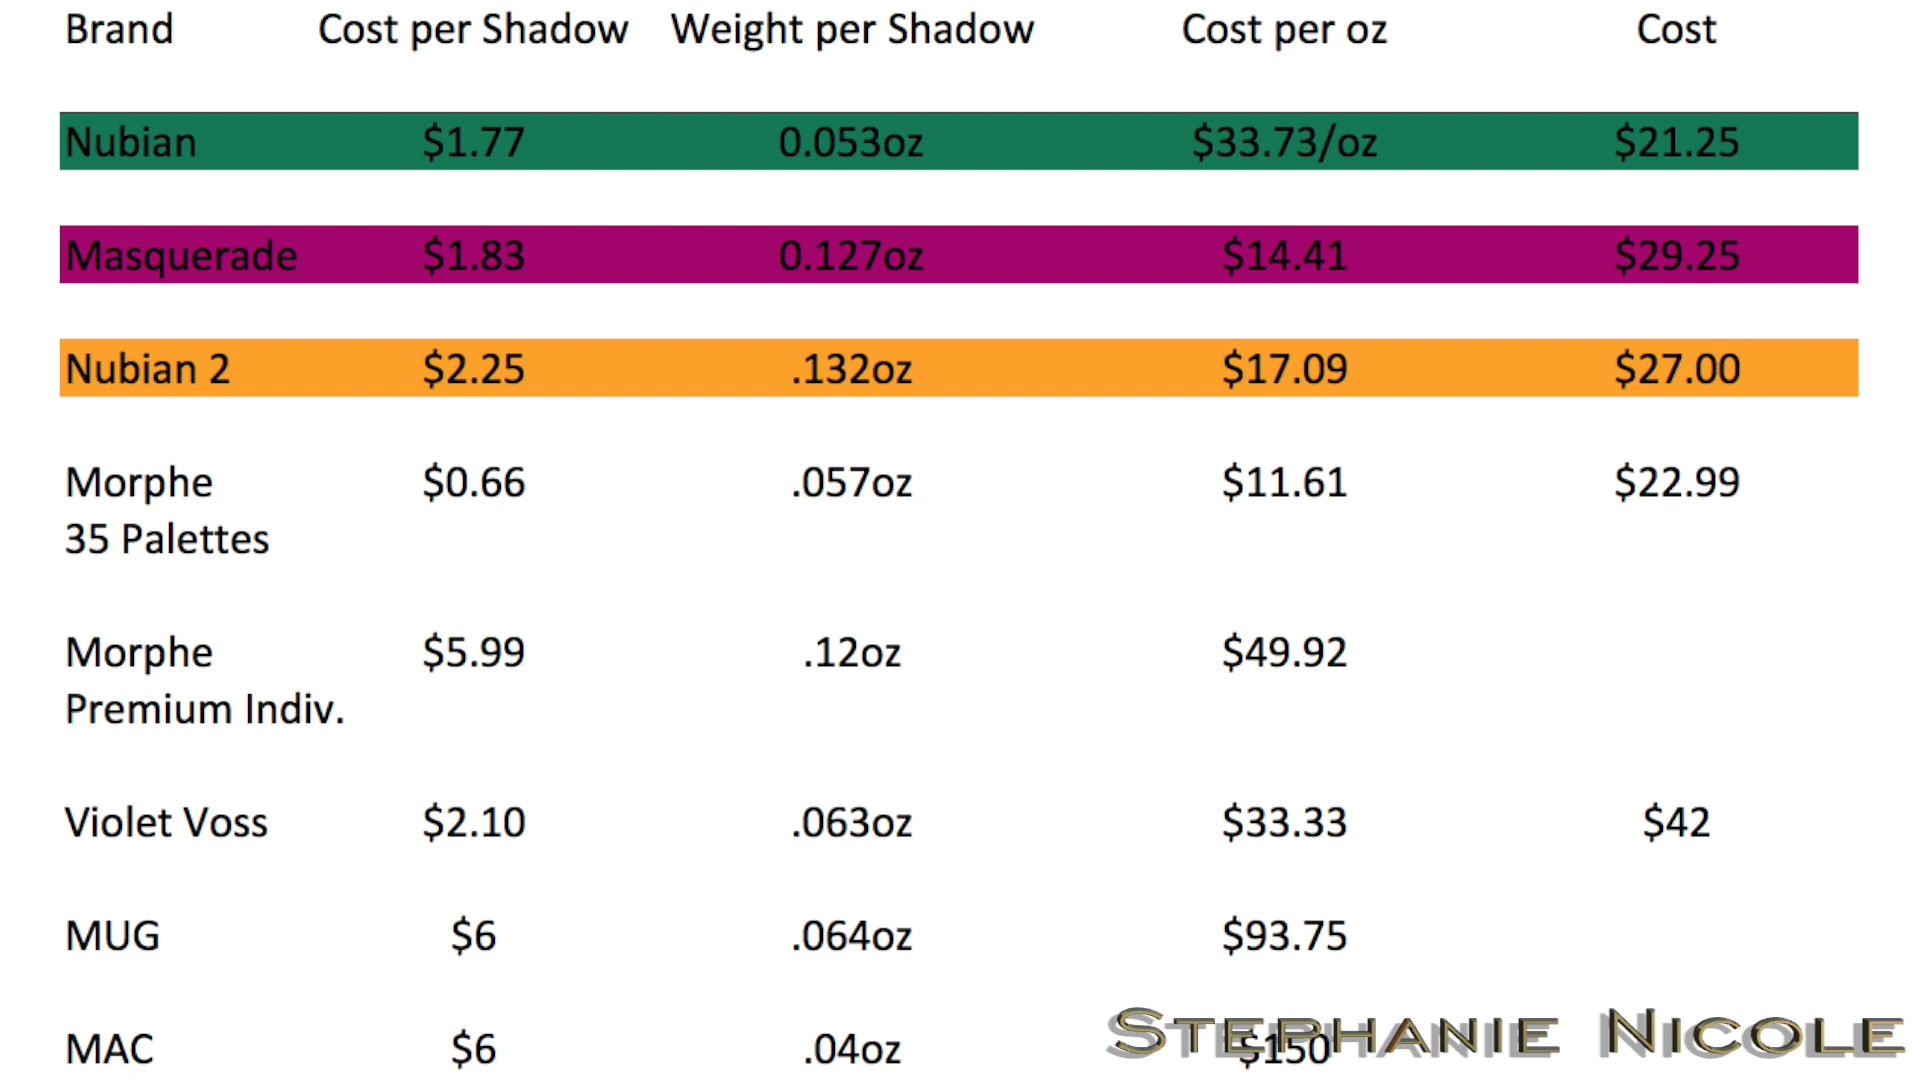 Brand Cost per Shadow Weight per Shadow Cost per oz Cost
Nubian $1.77 0.053oz $33.73/oz $21.25
Masquerade $1.83 0.127oz $14.41 $29.25
Nubian 2 $2.25 .132oz $17.09 $27.00
Morphe $0.66 .057oz $11.61 $22.99
35 Palettes
Morphe $5.99 .12oz $49.92
Premium Indiv.
Violet Voss $2.10 .063oz $33.33 $42
MUG $6 .064oz $93.75
MAC $6 .04oz $150
STEPHANIE NICOLE